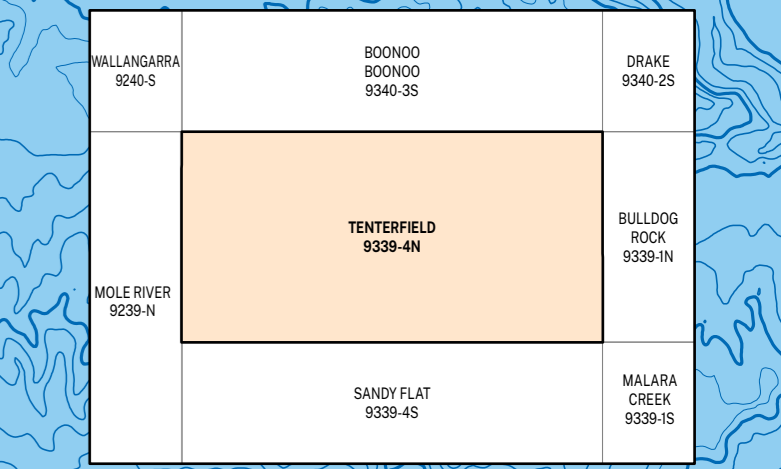 WALLANGARRA
9240-S
BOONOO
BOONOO
9340-3S
DRAKE
9340-2S
TENTERFIELD
9339-4N
BULLDOG
ROCK
9339-1N
MOLE RIVER
9239-N
SANDY FLAT
9339-4S
MALARA
CREEK
9339-1S